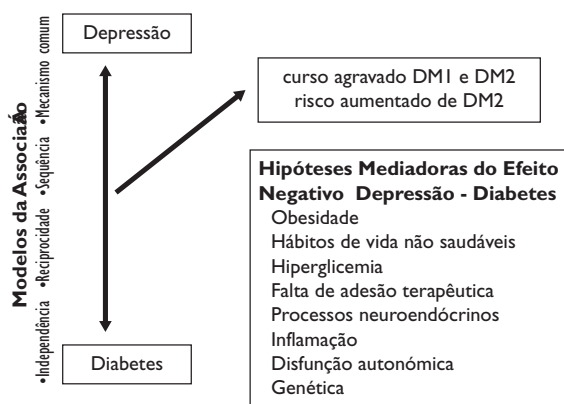 Depressão
Modelos da Associaão
•Independência •Reciprocidade •Sequência •Mecanismo comum
curso agravado DM1 e DM2
risco aumentado de DM2
Hipóteses Mediadoras do Efeito
Negativo Depressão - Diabetes
Obesidade
Hábitos de vida não saudáveis
Hiperglicemia
Falta de adesão terapêutica
Processos neuroendócrinos
Inflamação
Disfunção autonómica
Genética
Diabetes